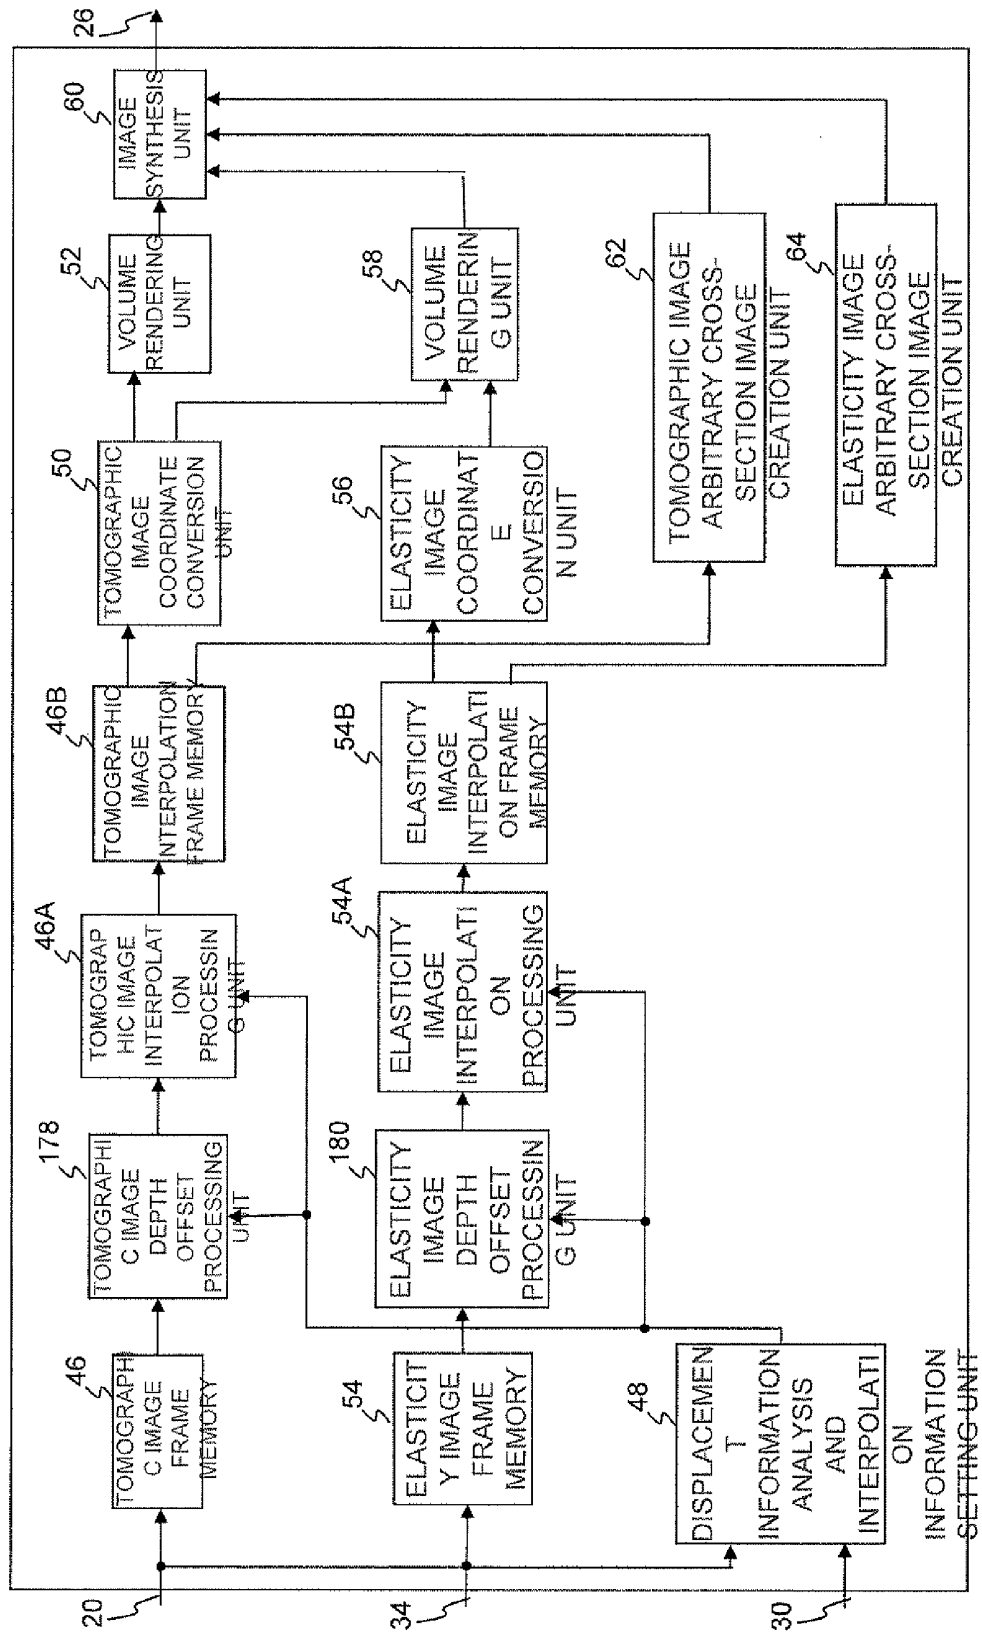 20
46
TOMOGRAPHI
C IMAGE
FRAME
MEMORY
178
TOMOGRAPHI
C IMAGE
DEPTH
OFFSET
PROCESSING
UNIT
46A
TOMOGRAP
HIC IMAGE
INTERPOLAT
ION
PROCESSIN
G UNIT
46B
TOMOGRAPHIC
IMAGE
INTERPOLATION
FRAME MEMORY
50
TOMOGRAPHIC
IMAGE
COORDINATE
CONVERSION
UNIT
52
VOLUME
RENDERING
UNIT
60
IMAGE
SYNTHESIS
UNIT
26
34
54
ELASTICIT
Y IMAGE
FRAME
MEMORY
180
ELASTICITY
IMAGE
DEPTH
OFFSET
PROCESSIN
G UNIT
54A
ELASTICITY
IMAGE
INTERPOLATI
ON
PROCESSING
UNIT
54B
ELASTICITY
IMAGE
INTERPOLATI
ON FRAME
MEMORY
56
ELASTICITY
IMAGE
COORDINAT
E
CONVERSIO
N UNIT
58
VOLUME
RENDERIN
G UNIT
30
48
DISPLACEMEN
T
INFORMATION
ANALYSIS
AND
INTERPOLATI
ON
INFORMATION
SETTING UNIT
62
TOMOGRAPHIC IMAGE
ARBITRARY CROSS-
SECTION IMAGE
CREATION UNIT
64
ELASTICITY IMAGE
ARBITRARY CROSS-
SECTION IMAGE
CREATION UNIT